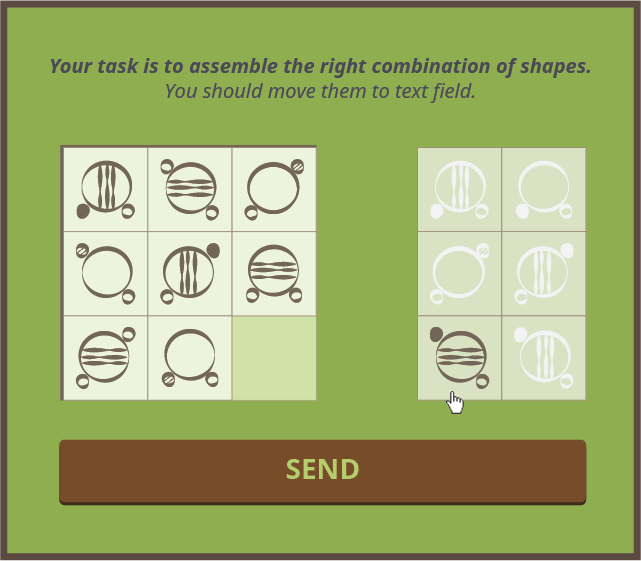 Your task is to assemble the right combination of shapes.
You should move them to text field.
SEND